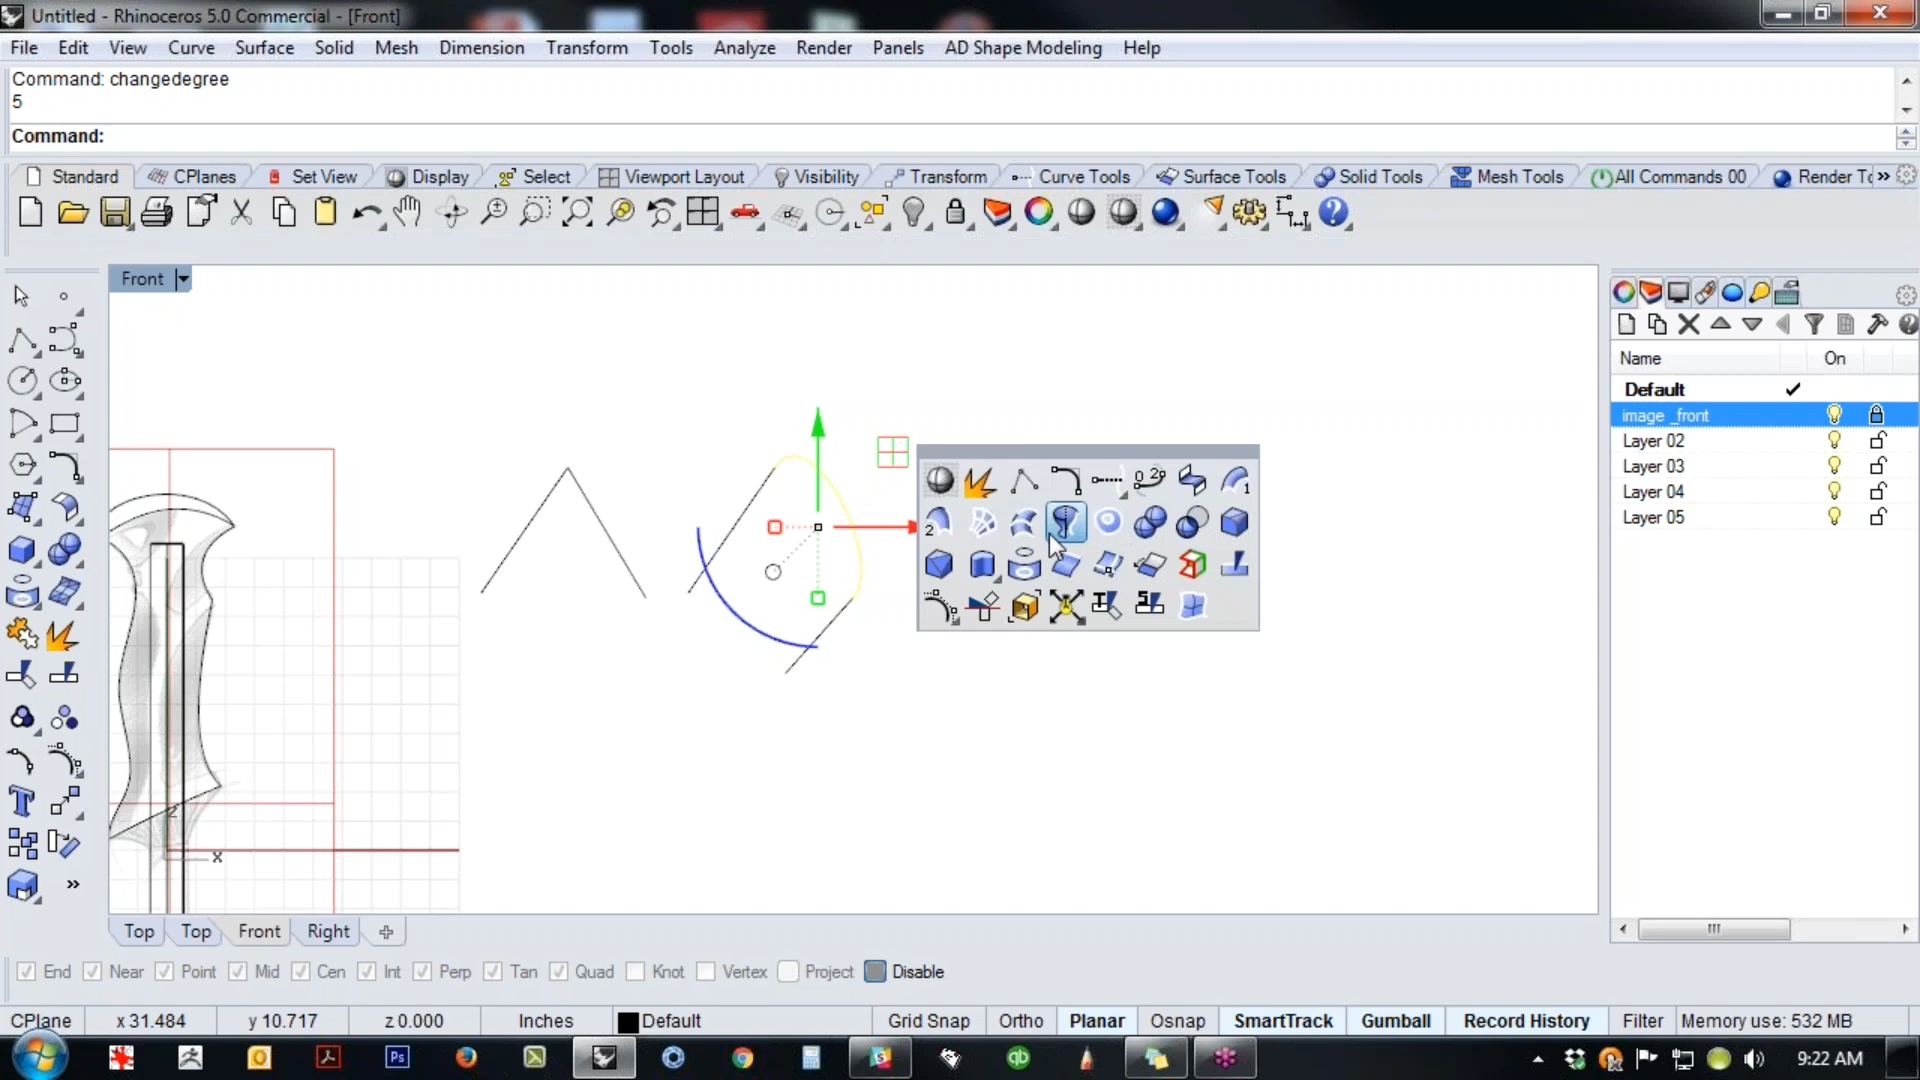 Untitled - Rhinoceros 5.0 Commercial - [Front]
File Edit View Curve Surface Solid Mesh Dimension Transform Tools Analyze Render Panels AD Shape Modeling Help
Command: changedegree
5
Command:
Standard CPlanes Set View Display Select Viewport Layout Visibility Transform Curve Tools Surface Tools Solid Tools Mesh Tools All Commands 00 Render To »
Front
Name On
Default
image _front
Layer 02
Layer 03
Layer 04
Layer 05
z
x
Top Top Front Right
End Near Point Mid Cen Int Perp Tan Quad Knot Vertex Project Disable
CPlane x 31.484 y 10.717 z 0.000 Inches Default Grid Snap Ortho Planar Osnap SmartTrack Gumball Record History Filter Memory use: 532 MB
Ps qb 9:22 AM